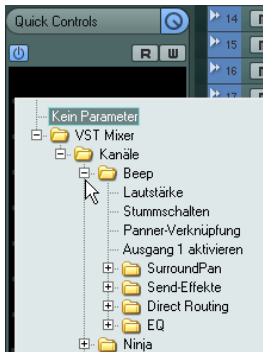 Quick Controls
14
R W
15
16
17
Kein Parameter
VST Mixer
Kanäle
Beep
Lautstärke
Stummschalten
Panner-Verknüpfung
Ausgang 1 aktivieren
SurroundPan
Send-Effekte
Direct Routing
EQ
Ninja